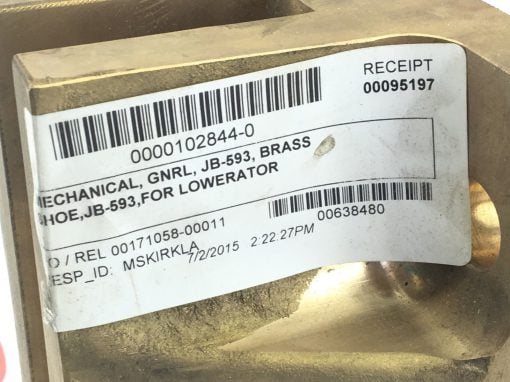 RECEIPT
00095197
0000102844-0
MECHANICAL, GNRL, JB-593, BRASS
SHOE,JB-593,FOR LOWERATOR
O / REL 00171058-00011
00638480
ESP_ID: MSKIRKLA
7/2/2015 2:22:27PM